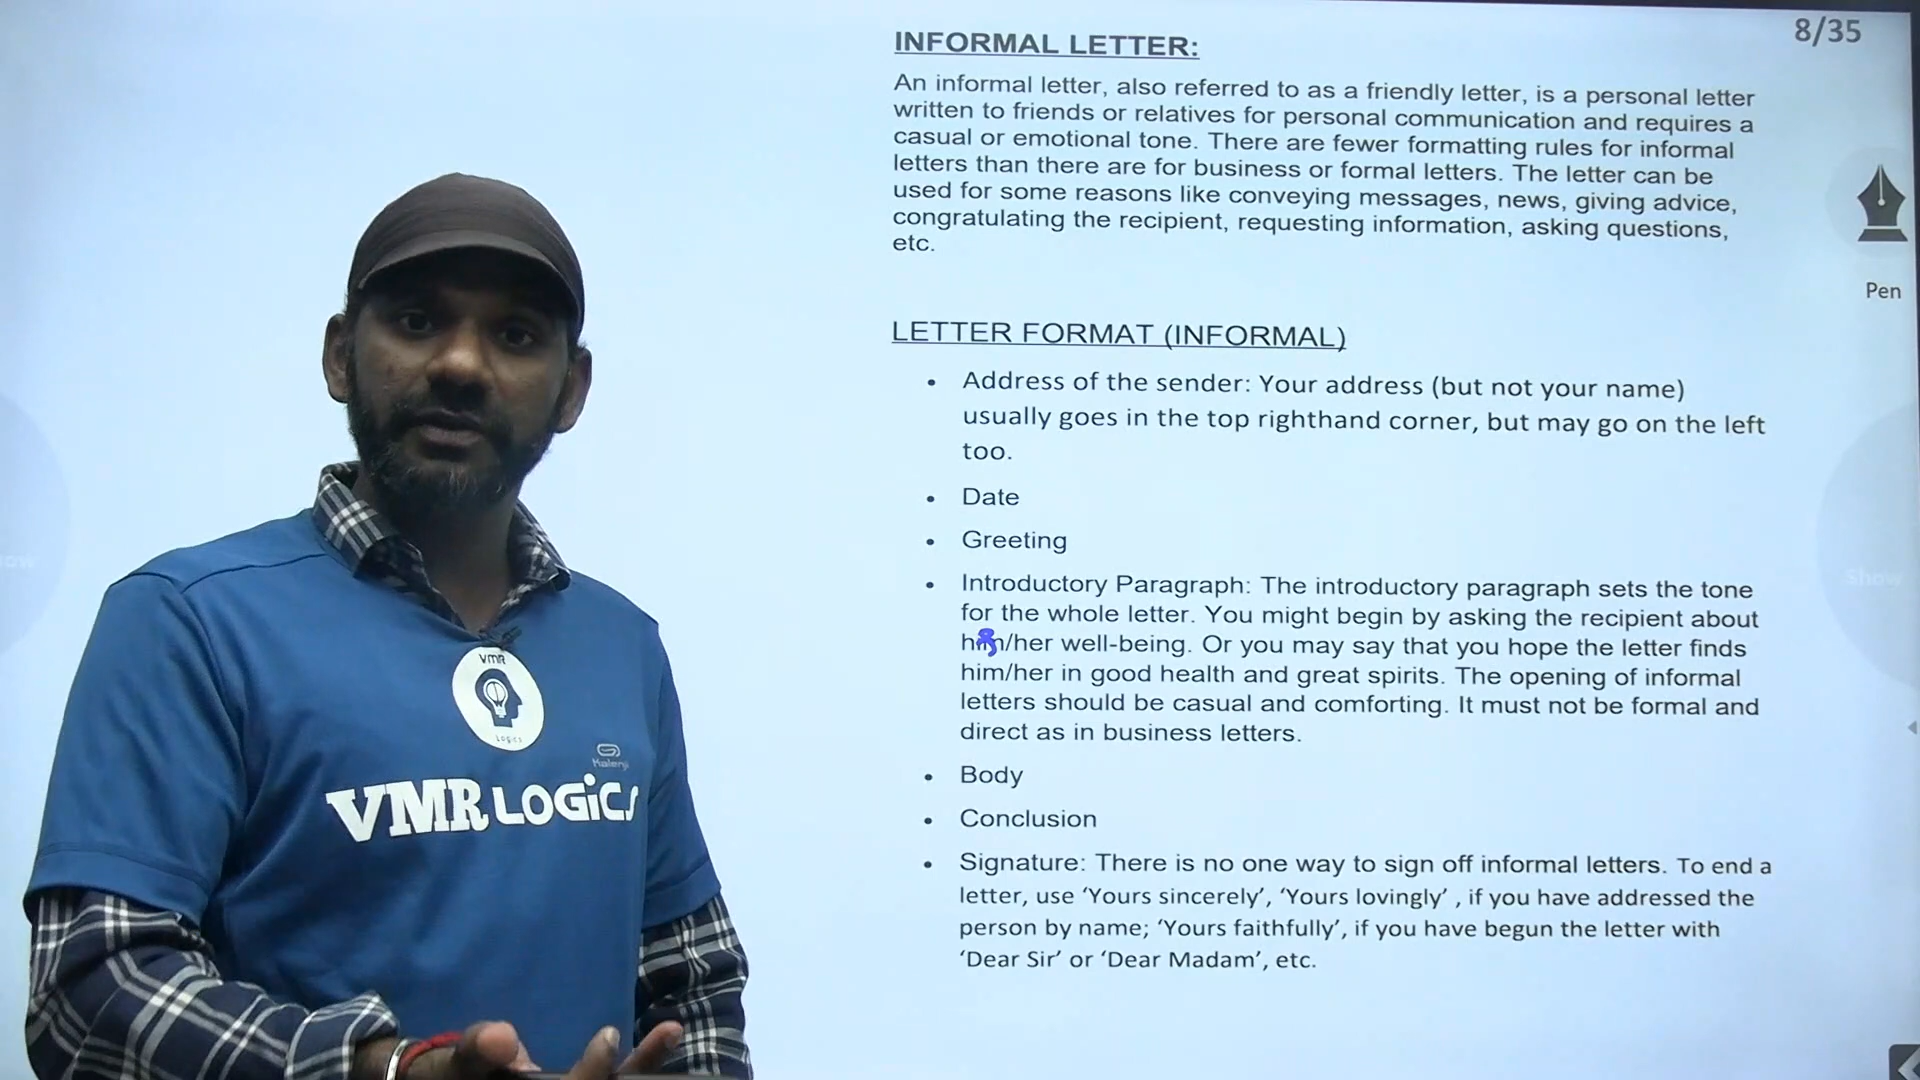 8/35
INFORMAL LETTER:
An informal letter, also referred to as a friendly letter, is a personal letter
written to friends or relatives for personal communication and requires a
casual or emotional tone. There are fewer formatting rules for informal
letters than there are for business or formal letters. The letter can be
used for some reasons like conveying messages, news, giving advice,
congratulating the recipient, requesting information, asking questions,
etc.
Pen
LETTER FORMAT (INFORMAL)
• Address of the sender: Your address (but not your name)
usually goes in the top righthand corner, but may go on the left
too.
• Date
• Greeting
• Introductory Paragraph: The introductory paragraph sets the tone
for the whole letter. You might begin by asking the recipient about
/her well-being. Or you may say that you hope the letter finds
him/her in good health and great spirits. The opening of informal
letters should be casual and comforting. It must not be formal and
direct as in business letters.
• Body
• Conclusion
• Signature: There is no one way to sign off informal letters. To end a
letter, use ‘Yours sincerely’, ‘Yours lovingly’ , if you have addressed the
person by name; ‘Yours faithfully’, if you have begun the letter with
‘Dear Sir’ or ‘Dear Madam’, etc.
Show
VMR
Logics
VMR LOGICS